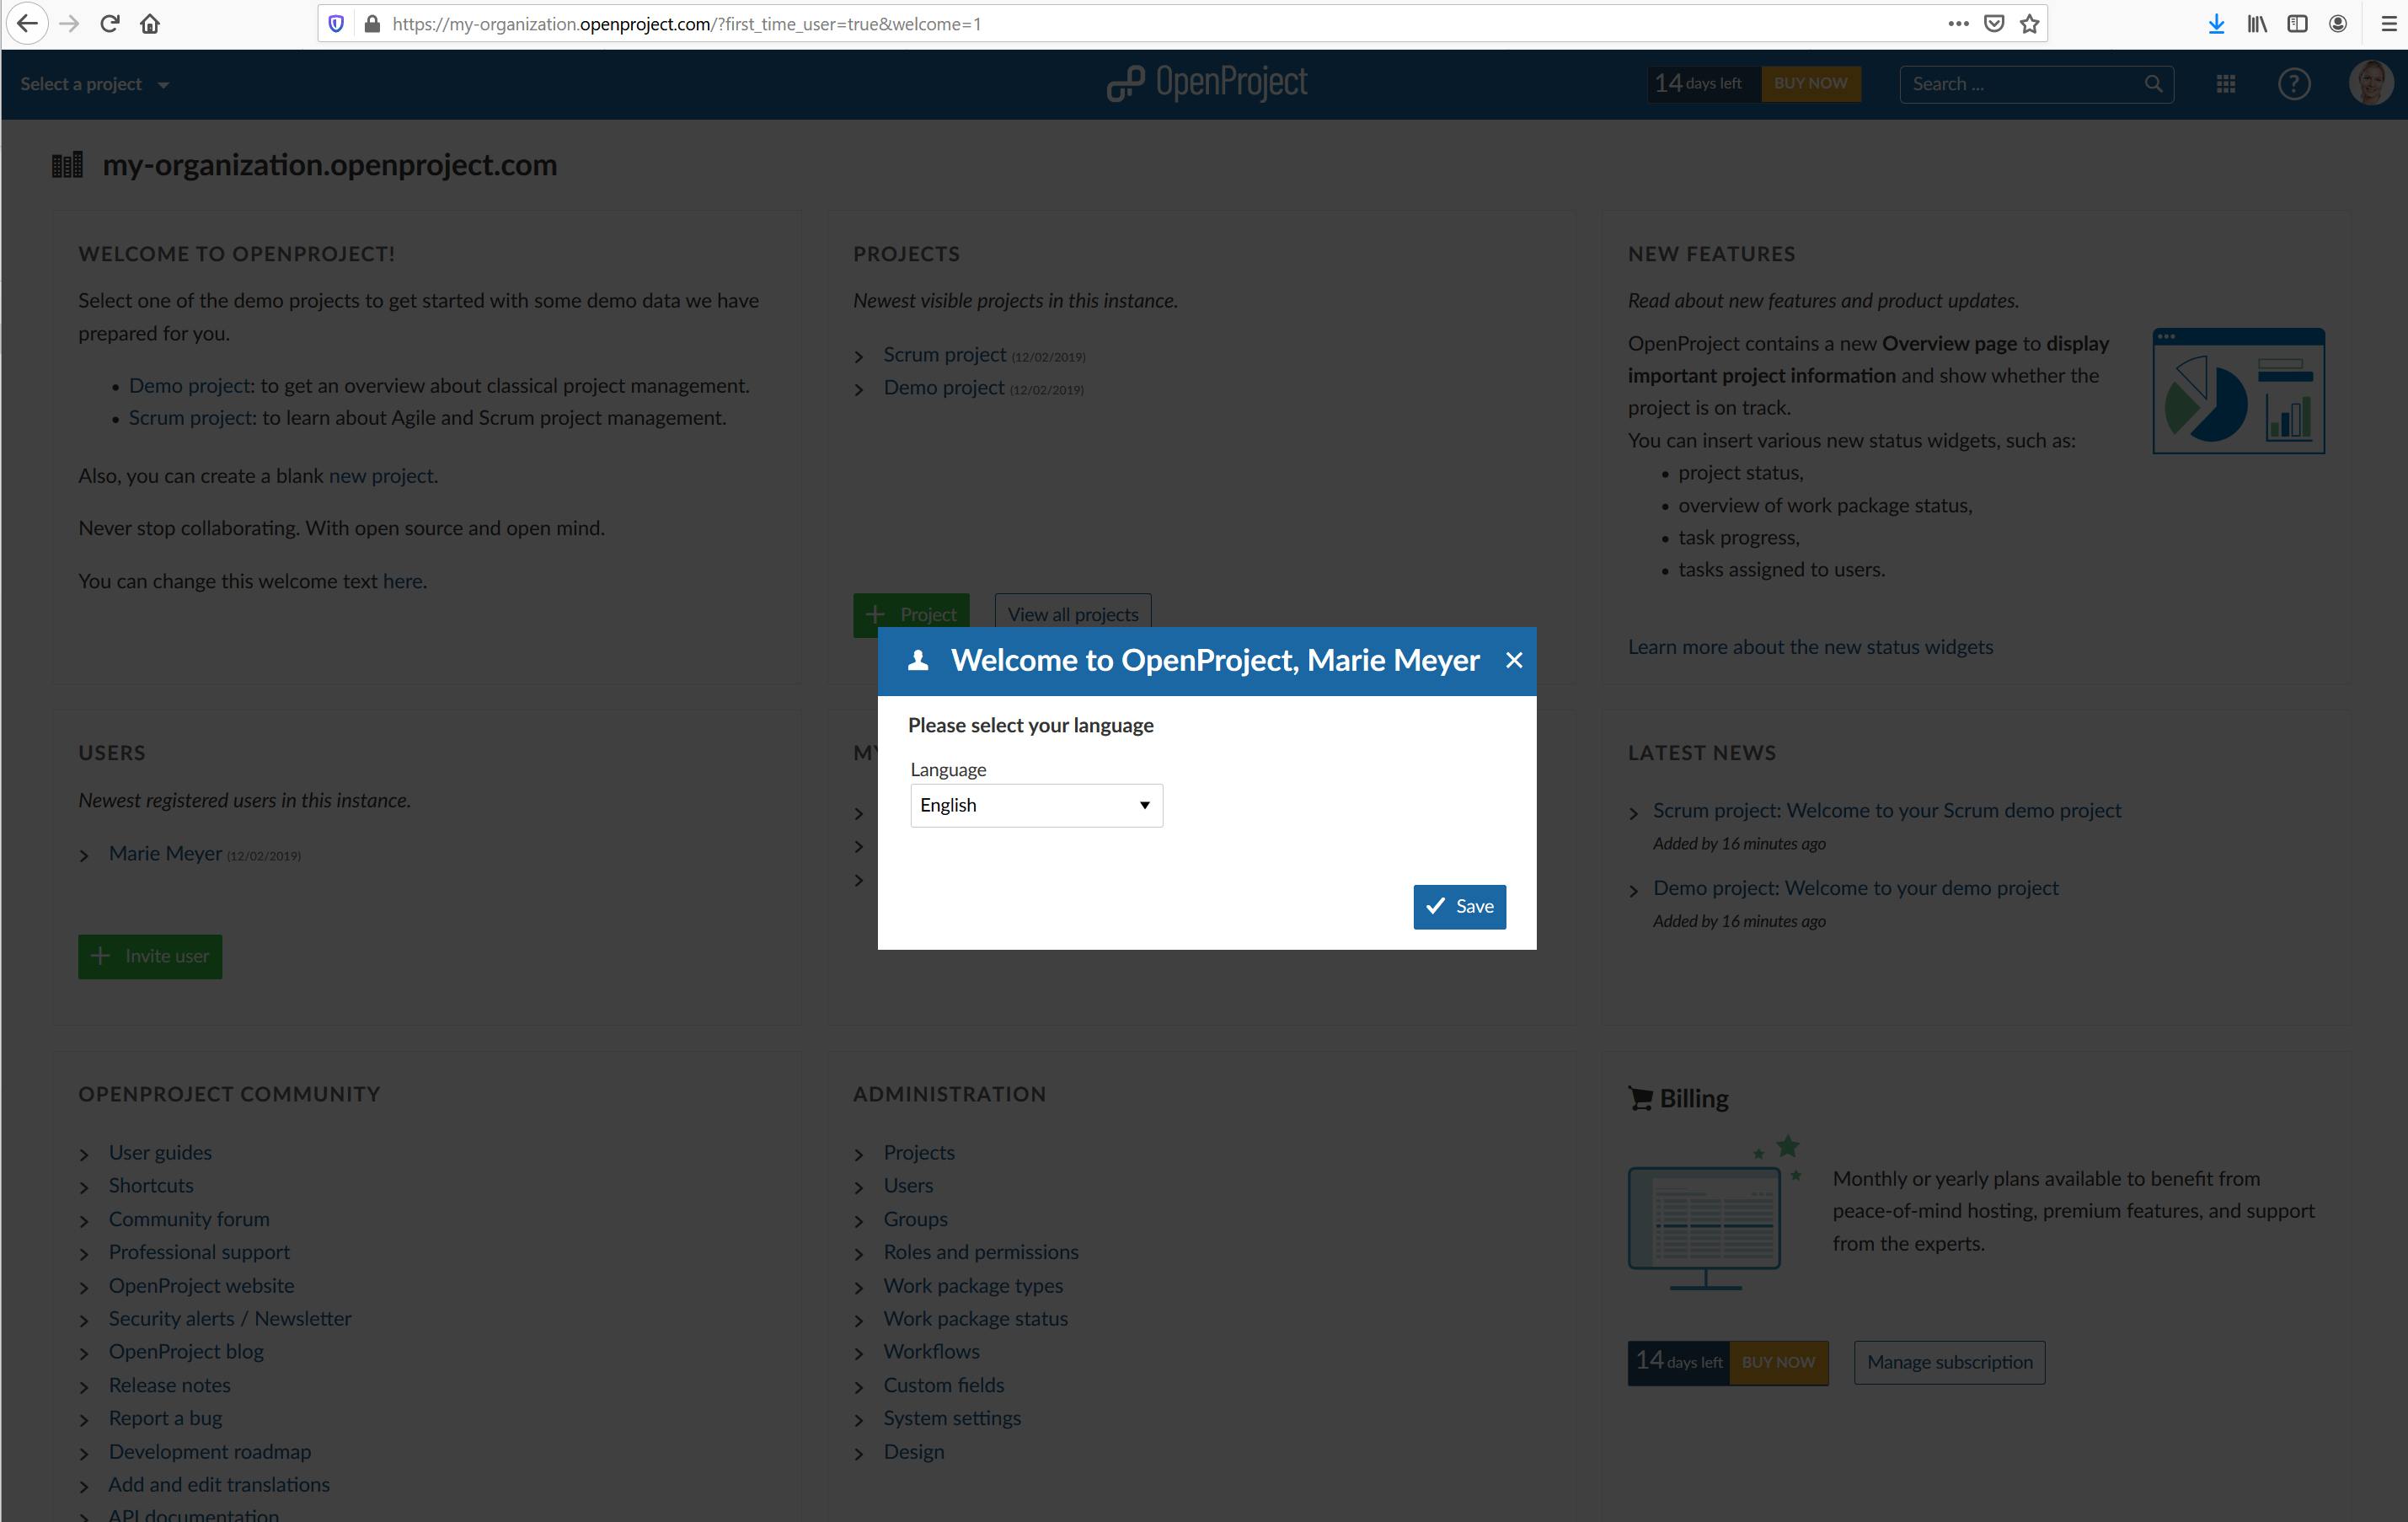 https://my-organization.openproject.com/?first_time_user=true&welcome=1
Select a project
OpenProject
14 days left BUY NOW
Search ...
my-organization.openproject.com
WELCOME TO OPENPROJECT!
Select one of the demo projects to get started with some demo data we have
prepared for you.
Demo project: to get an overview about classical project management.
Scrum project: to learn about Agile and Scrum project management.
Also, you can create a blank new project.
Never stop collaborating. With open source and open mind.
You can change this welcome text here.
PROJECTS
Newest visible projects in this instance.
Scrum project (12/02/2019)
Demo project (12/02/2019)
Project
View all projects
NEW FEATURES
Read about new features and product updates.
OpenProject contains a new Overview page to display
important project information and show whether the
project is on track.
You can insert various new status widgets, such as:
project status,
overview of work package status,
task progress,
tasks assigned to users.
Learn more about the new status widgets
Welcome to OpenProject, Marie Meyer
Please select your language
Language
English
Save
USERS
Newest registered users in this instance.
Marie Meyer (12/02/2019)
Invite user
MY
LATEST NEWS
Scrum project: Welcome to your Scrum demo project
Added by 16 minutes ago
Demo project: Welcome to your demo project
Added by 16 minutes ago
OPENPROJECT COMMUNITY
User guides
Shortcuts
Community forum
Professional support
OpenProject website
Security alerts / Newsletter
OpenProject blog
Release notes
Report a bug
Development roadmap
Add and edit translations
API documentation
ADMINISTRATION
Projects
Users
Groups
Roles and permissions
Work package types
Work package status
Workflows
Custom fields
System settings
Design
Billing
Monthly or yearly plans available to benefit from
peace-of-mind hosting, premium features, and support
from the experts.
14 days left BUY NOW
Manage subscription